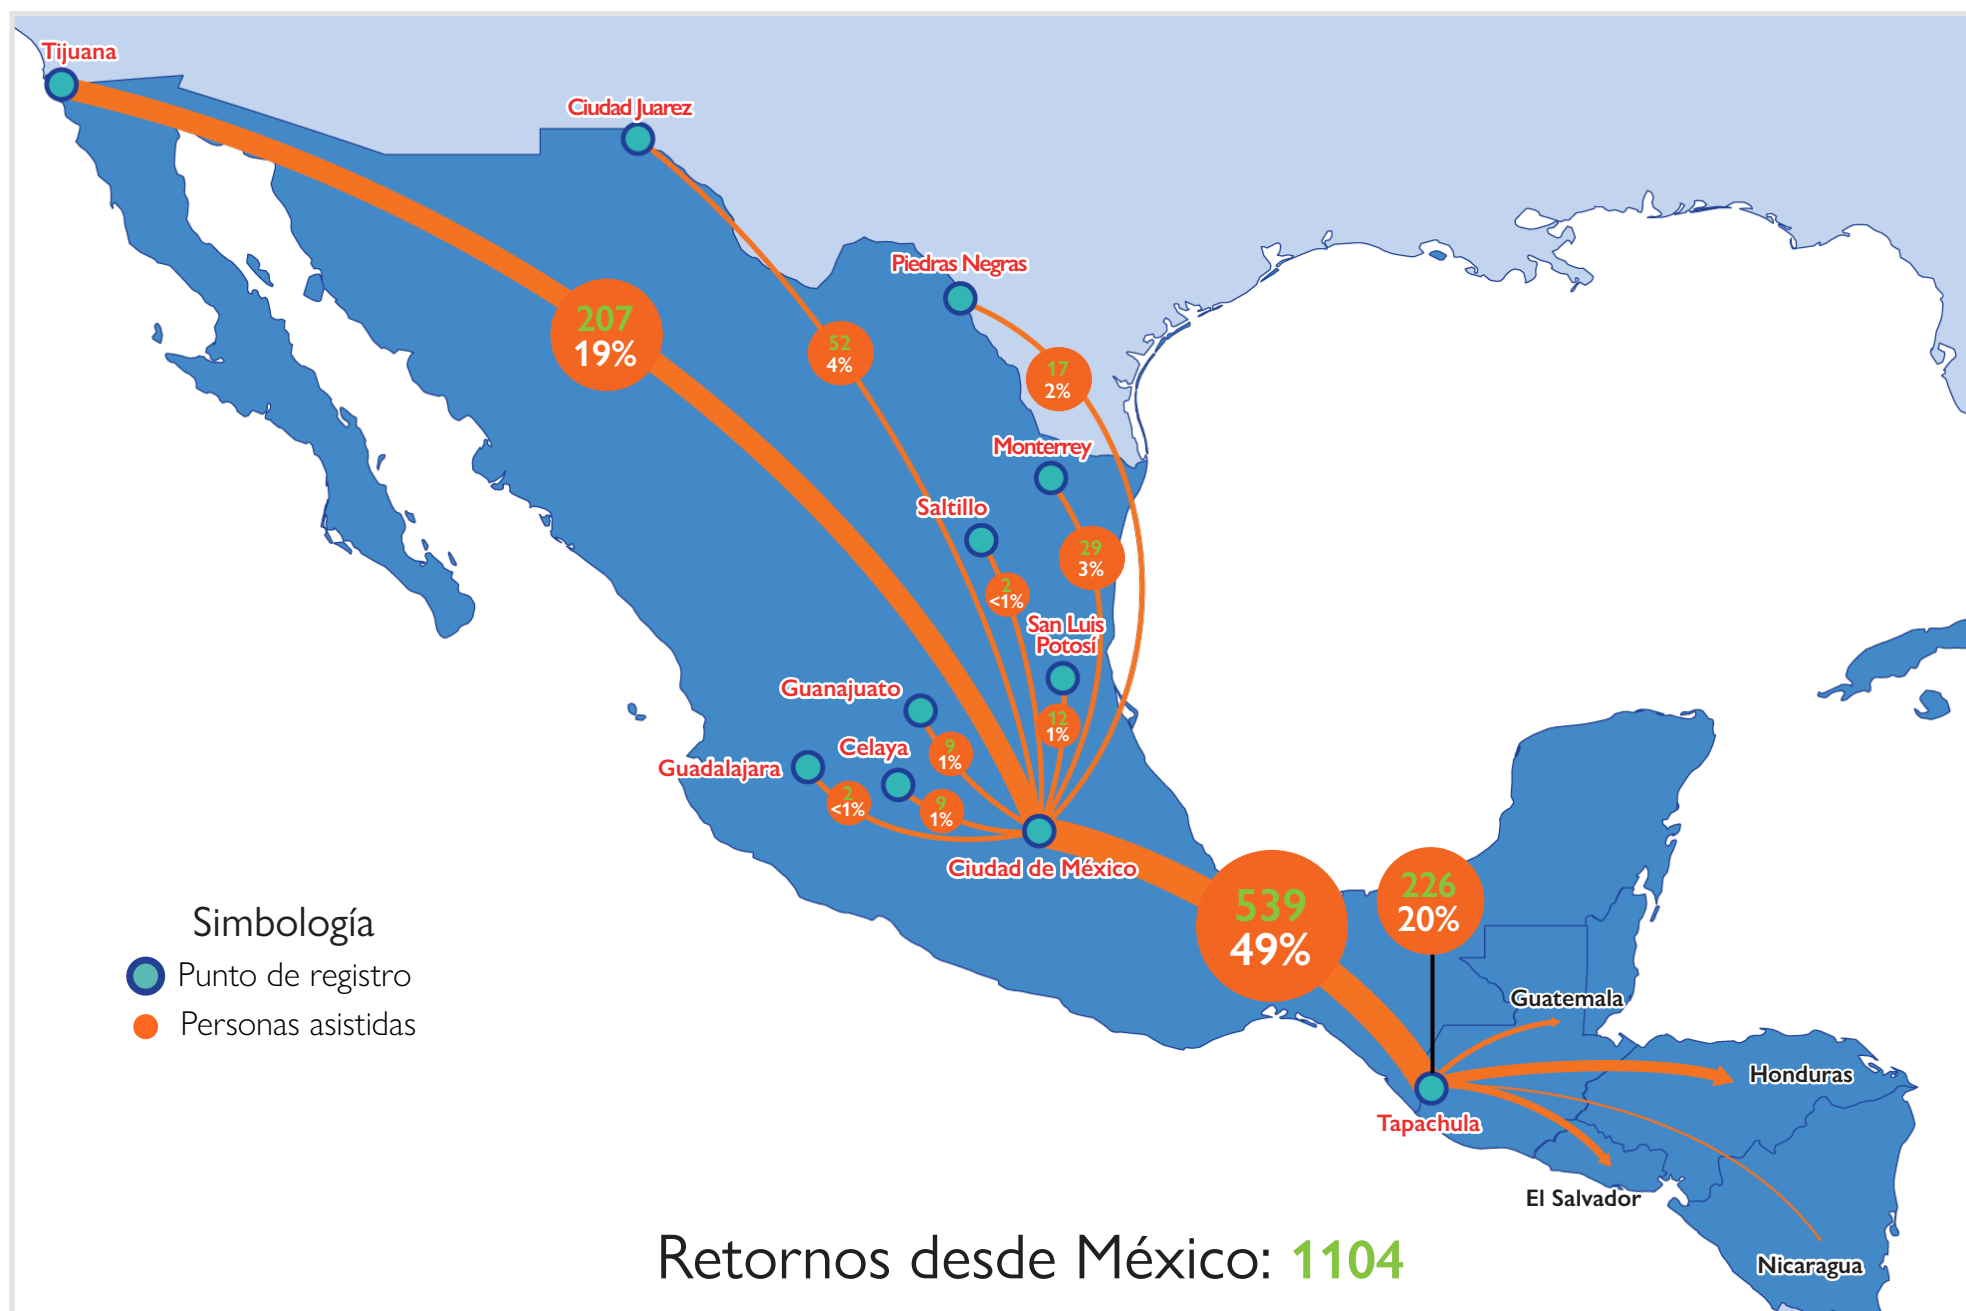 Tijuana
Ciudad Juarez
Piedras Negras
207
19%
52
4%
17
2%
Monterrey
Saltillo
29
3%
2
<1%
San Luis
Potosí
Guanajuato
12
1%
9
1%
Celaya
Guadalajara
2
<1%
9
1%
Ciudad de México
539
49%
226
20%
Simbología
Punto de registro
Personas asistidas
Guatemala
Honduras
Tapachula
El Salvador
Nicaragua
Retornos desde México: 1104